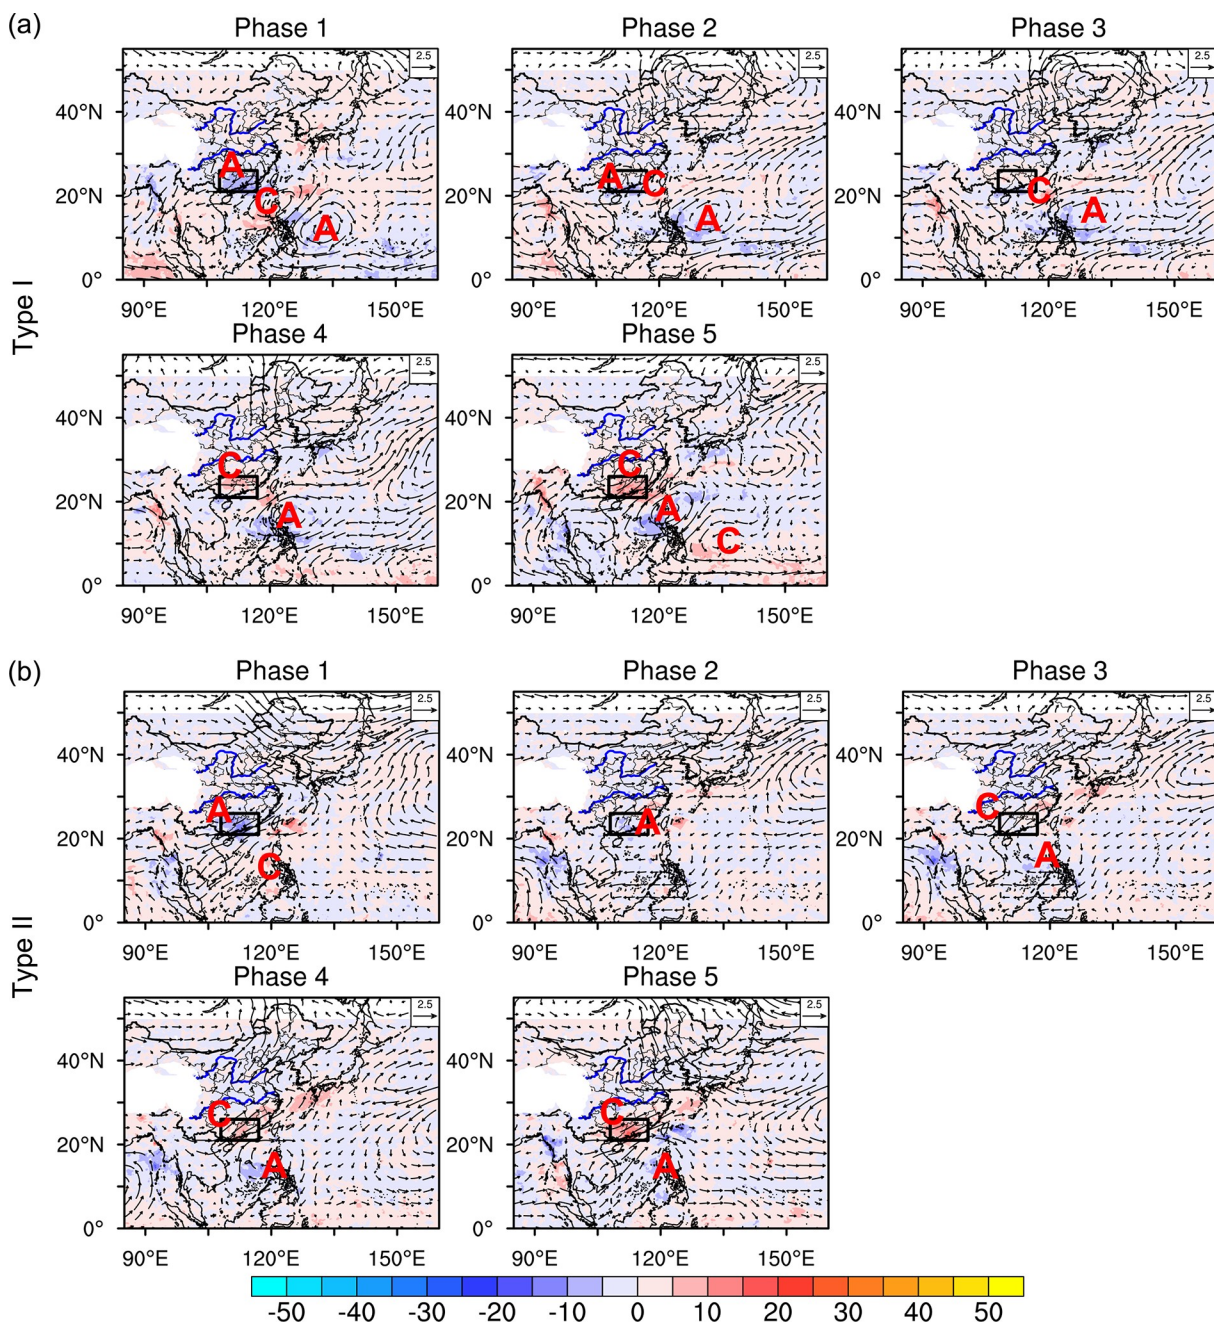 (a)
Phase 1 Phase 2 Phase 3
2.5 2.5 2.5
40°N 40°N 40°N
A A
20°N C 20°N C 20°N C
A A A
0° 0° 0°
90°E 120°E 150°E 90°E 120°E 150°E 90°E 120°E 150°E
Type I
Phase 4 Phase 5
2.5 2.5
40°N 40°N
C C
20°N A 20°N A
C
0° 0°
90°E 120°E 150°E 90°E 120°E 150°E
(b)
Phase 1 Phase 2 Phase 3
2.5 2.5 2.5
40°N 40°N 40°N
A A C
20°N 20°N 20°N
C A
0° 0° 0°
90°E 120°E 150°E 90°E 120°E 150°E 90°E 120°E 150°E
Type II
Phase 4 Phase 5
2.5 2.5
40°N 40°N
C C
20°N 20°N
A A
0° 0°
90°E 120°E 150°E 90°E 120°E 150°E
-50 -40 -30 -20 -10 0 10 20 30 40 50